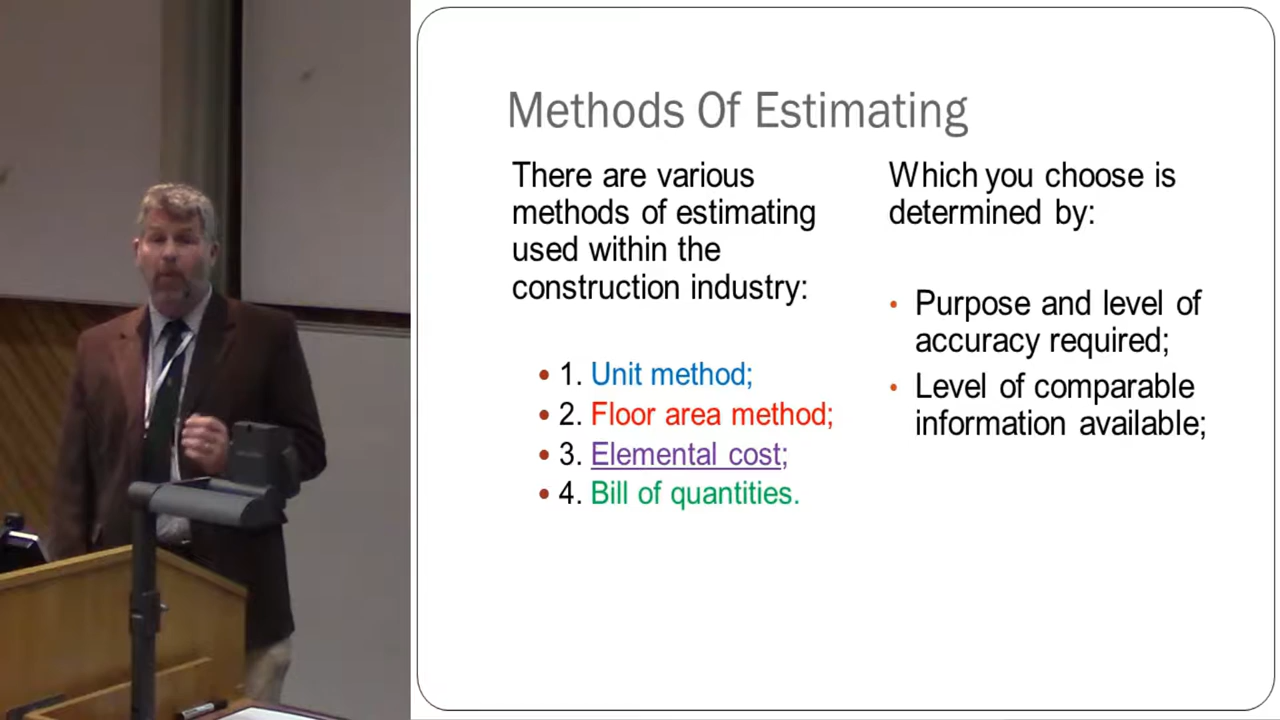 Methods Of Estimating
There are various
methods of estimating
used within the
construction industry:
• 1. Unit method;
• 2. Floor area method;
• 3. Elemental cost;
• 4. Bill of quantities.
Which you choose is
determined by:
• Purpose and level of
accuracy required;
• Level of comparable
information available;